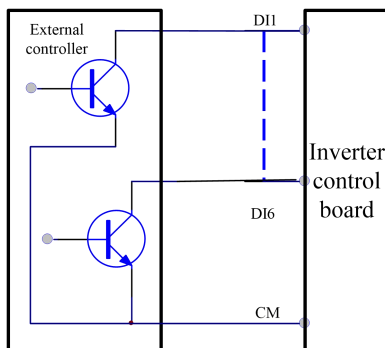 External
controller
DI1
Inverter
control
board
DI6
CM